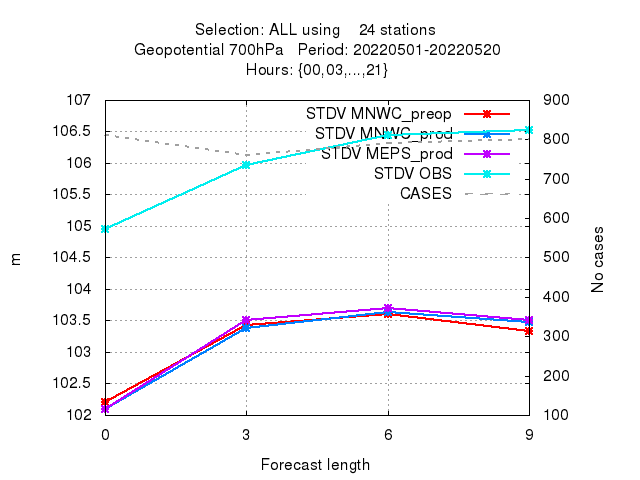 Selection: ALL using    24 stations
Geopotential 700hPa   Period: 20220501-20220520
Hours: {00,03,...,21}
107
106.5
106
105.5
105
104.5
104
103.5
103
102.5
102
m
STDV MNWC_preop
STDV MNWC_prod
STDV MEPS_prod
STDV OBS
CASES
900
800
700
600
500
400
300
200
100
No cases
0 3 6 9
Forecast length